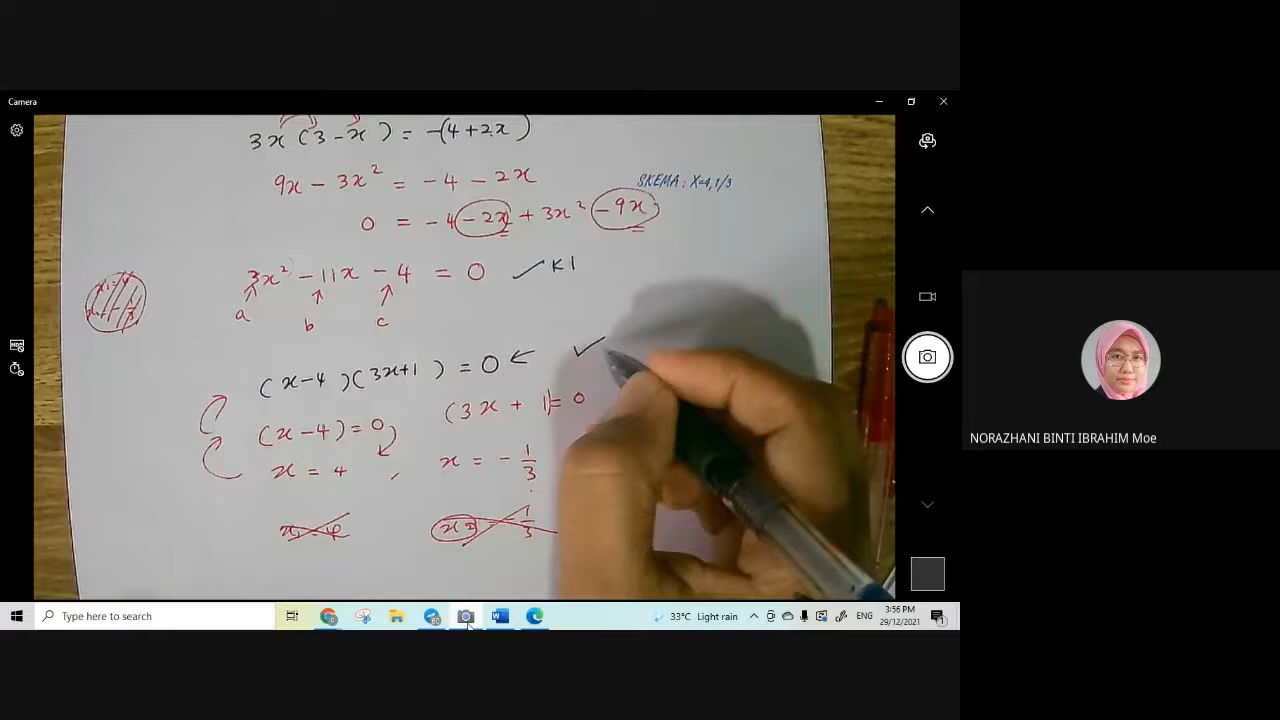 Camera
3x (3 - x) = -(4 + 2x)
9x - 3x² = -4 - 2x
SKEMA : X=4,1/3
0 = -4 - 2x + 3x² - 9x
3x² - 11x - 4 = 0 ✓ K1
a b c
(x-4)(3x+1) = 0 ← ✓
(x-4) = 0 (3x + 1) = 0
x = 4 , x = - 1/3
NORAZHANI BINTI IBRAHIM Moe
Type here to search
33°C Light rain
ENG
3:56 PM
29/12/2021